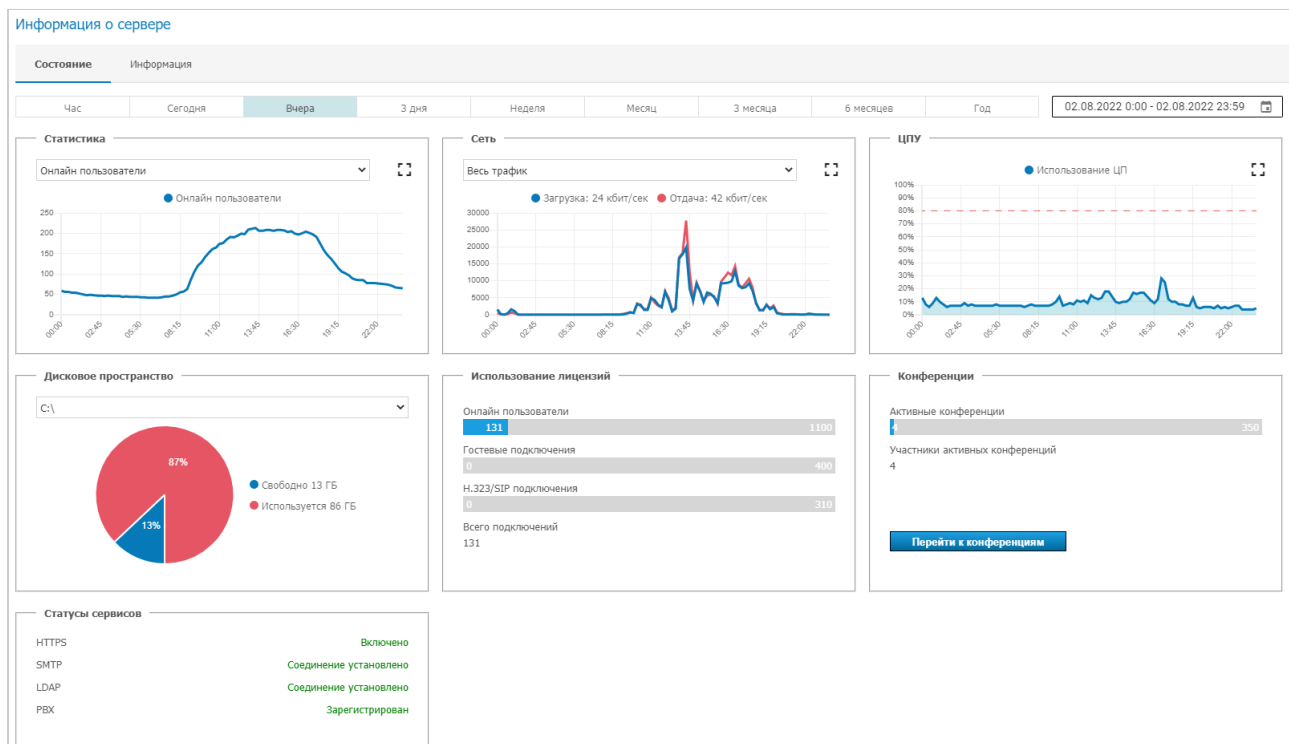 Информация о сервере
Состояние Информация
Час Сегодня Вчера 3 дня Неделя Месяц 3 месяца 6 месяцев Год 02.08.2022 0:00 - 02.08.2022 23:59
Статистика
Онлайн пользователи
Онлайн пользователи
250
200
150
100
50
0
00:00 02:45 05:30 08:15 11:00 13:45 16:30 19:15 22:00
Сеть
Весь трафик
Загрузка: 24 кбит/сек Отдача: 42 кбит/сек
30000
25000
20000
15000
10000
5000
0
00:00 02:45 05:30 08:15 11:00 13:45 16:30 19:15 22:00
ЦПУ
Использование ЦП
100%
90%
80%
70%
60%
50%
40%
30%
20%
10%
0%
00:00 02:45 05:30 08:15 11:00 13:45 16:30 19:15 22:00
Дисковое пространство
C:\
87%
13%
Свободно 13 ГБ
Используется 86 ГБ
Использование лицензий
Онлайн пользователи
131 1100
Гостевые подключения
0 400
H.323/SIP подключения
0 310
Всего подключений
131
Конференции
Активные конференции
4 350
Участники активных конференций
4
Перейти к конференциям
Статусы сервисов
HTTPS Включено
SMTP Соединение установлено
LDAP Соединение установлено
PBX Зарегистрирован